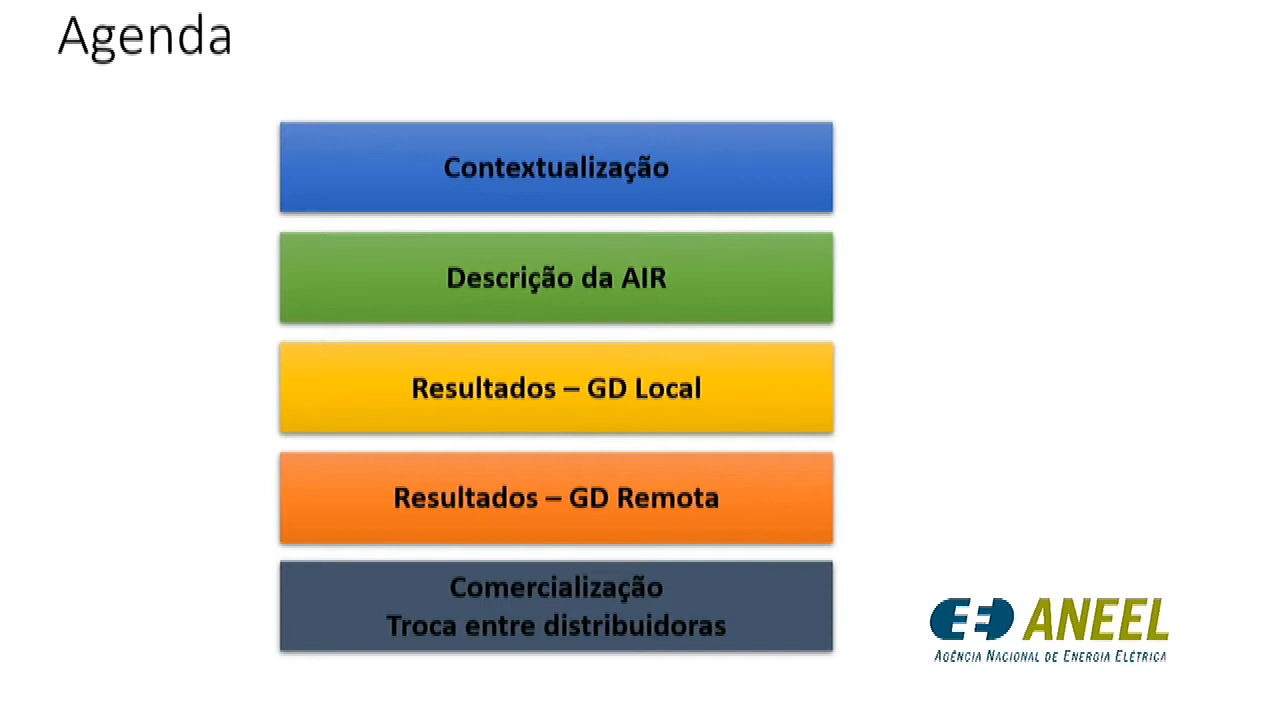 Agenda
Contextualização
Descrição da AIR
Resultados – GD Local
Resultados – GD Remota
Comercialização
Troca entre distribuidoras
ANEEL
AGÊNCIA NACIONAL DE ENERGIA ELÉTRICA